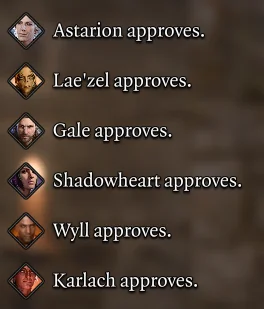 Astarion approves.
Lae'zel approves.
Gale approves.
Shadowheart approves.
Wyll approves.
Karlach approves.